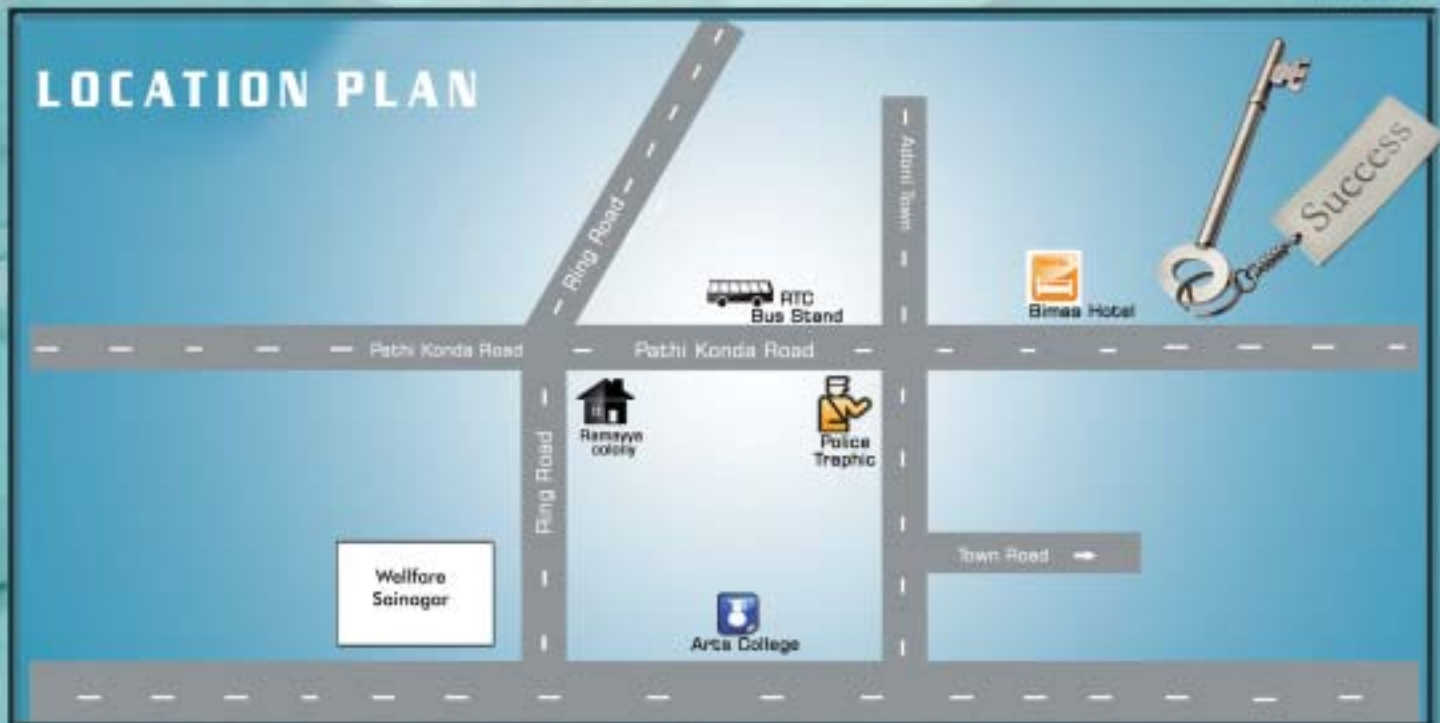 LOCATION PLAN
Success
Adoni Town
Ring Road
RTC
Bus Stand
Bimas Hotel
Pathi Konda Road
Pathi Konda Road
Ramayya
cololiy
Police
Traphic
Ring Road
Town Road
Wellfare
Sainagar
Arts College